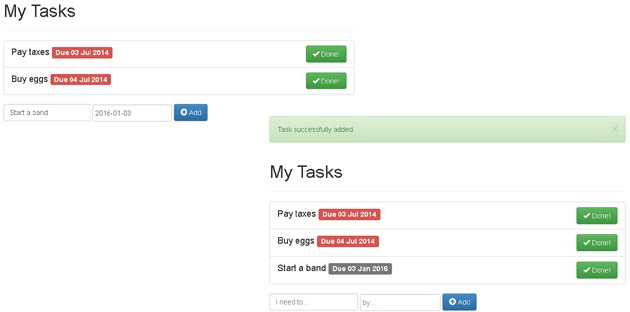 My Tasks
Pay taxes Due 03 Jul 2014 Done!
Buy eggs Due 04 Jul 2014 Done!
Start a band 2016-01-03 Add
Task successfully added. ×
My Tasks
Pay taxes Due 03 Jul 2014 Done!
Buy eggs Due 04 Jul 2014 Done!
Start a band Due 03 Jan 2016 Done!
I need to... by... Add